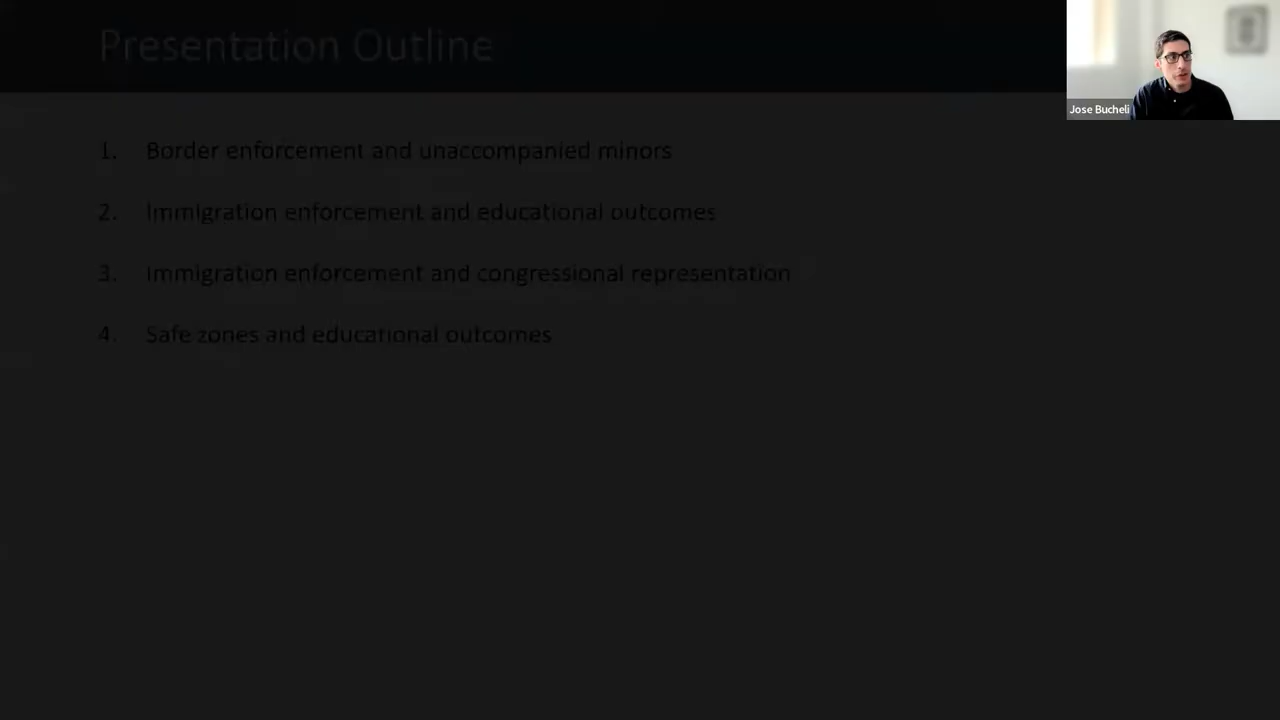 Presentation Outline
Jose Bucheli
1. Border enforcement and unaccompanied minors
2. Immigration enforcement and educational outcomes
3. Immigration enforcement and congressional representation
4. Safe zones and educational outcomes